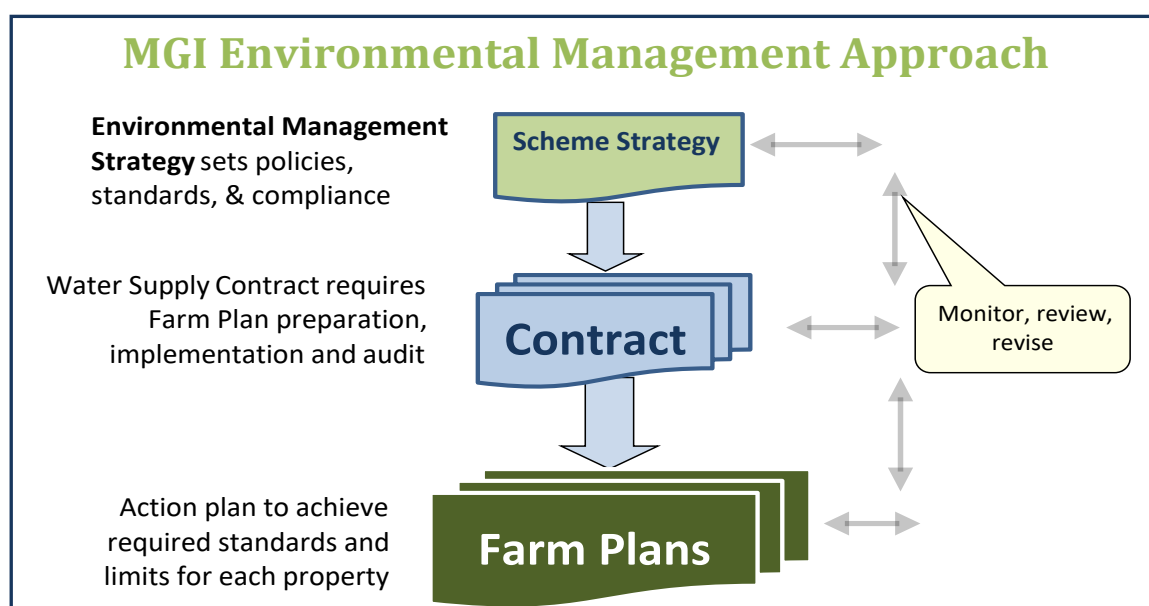 MGI Environmental Management Approach
Environmental Management
Strategy sets policies,
standards, & compliance
Scheme Strategy
Water Supply Contract requires
Farm Plan preparation,
implementation and audit
Contract
Monitor, review,
revise
Action plan to achieve
required standards and
limits for each property
Farm Plans